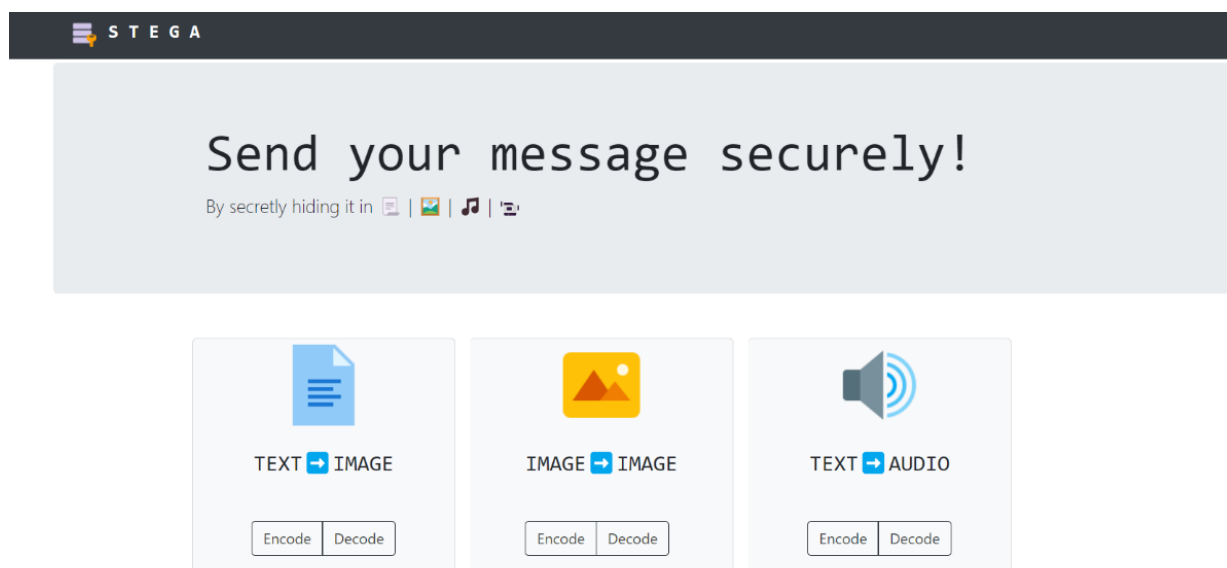 STEGA
Send your message securely!
By secretly hiding it in 📃 | 🖼️ | 🎵 | 📽
TEXT➡️IMAGE IMAGE➡️IMAGE TEXT➡️AUDIO
Encode Decode Encode Decode Encode Decode